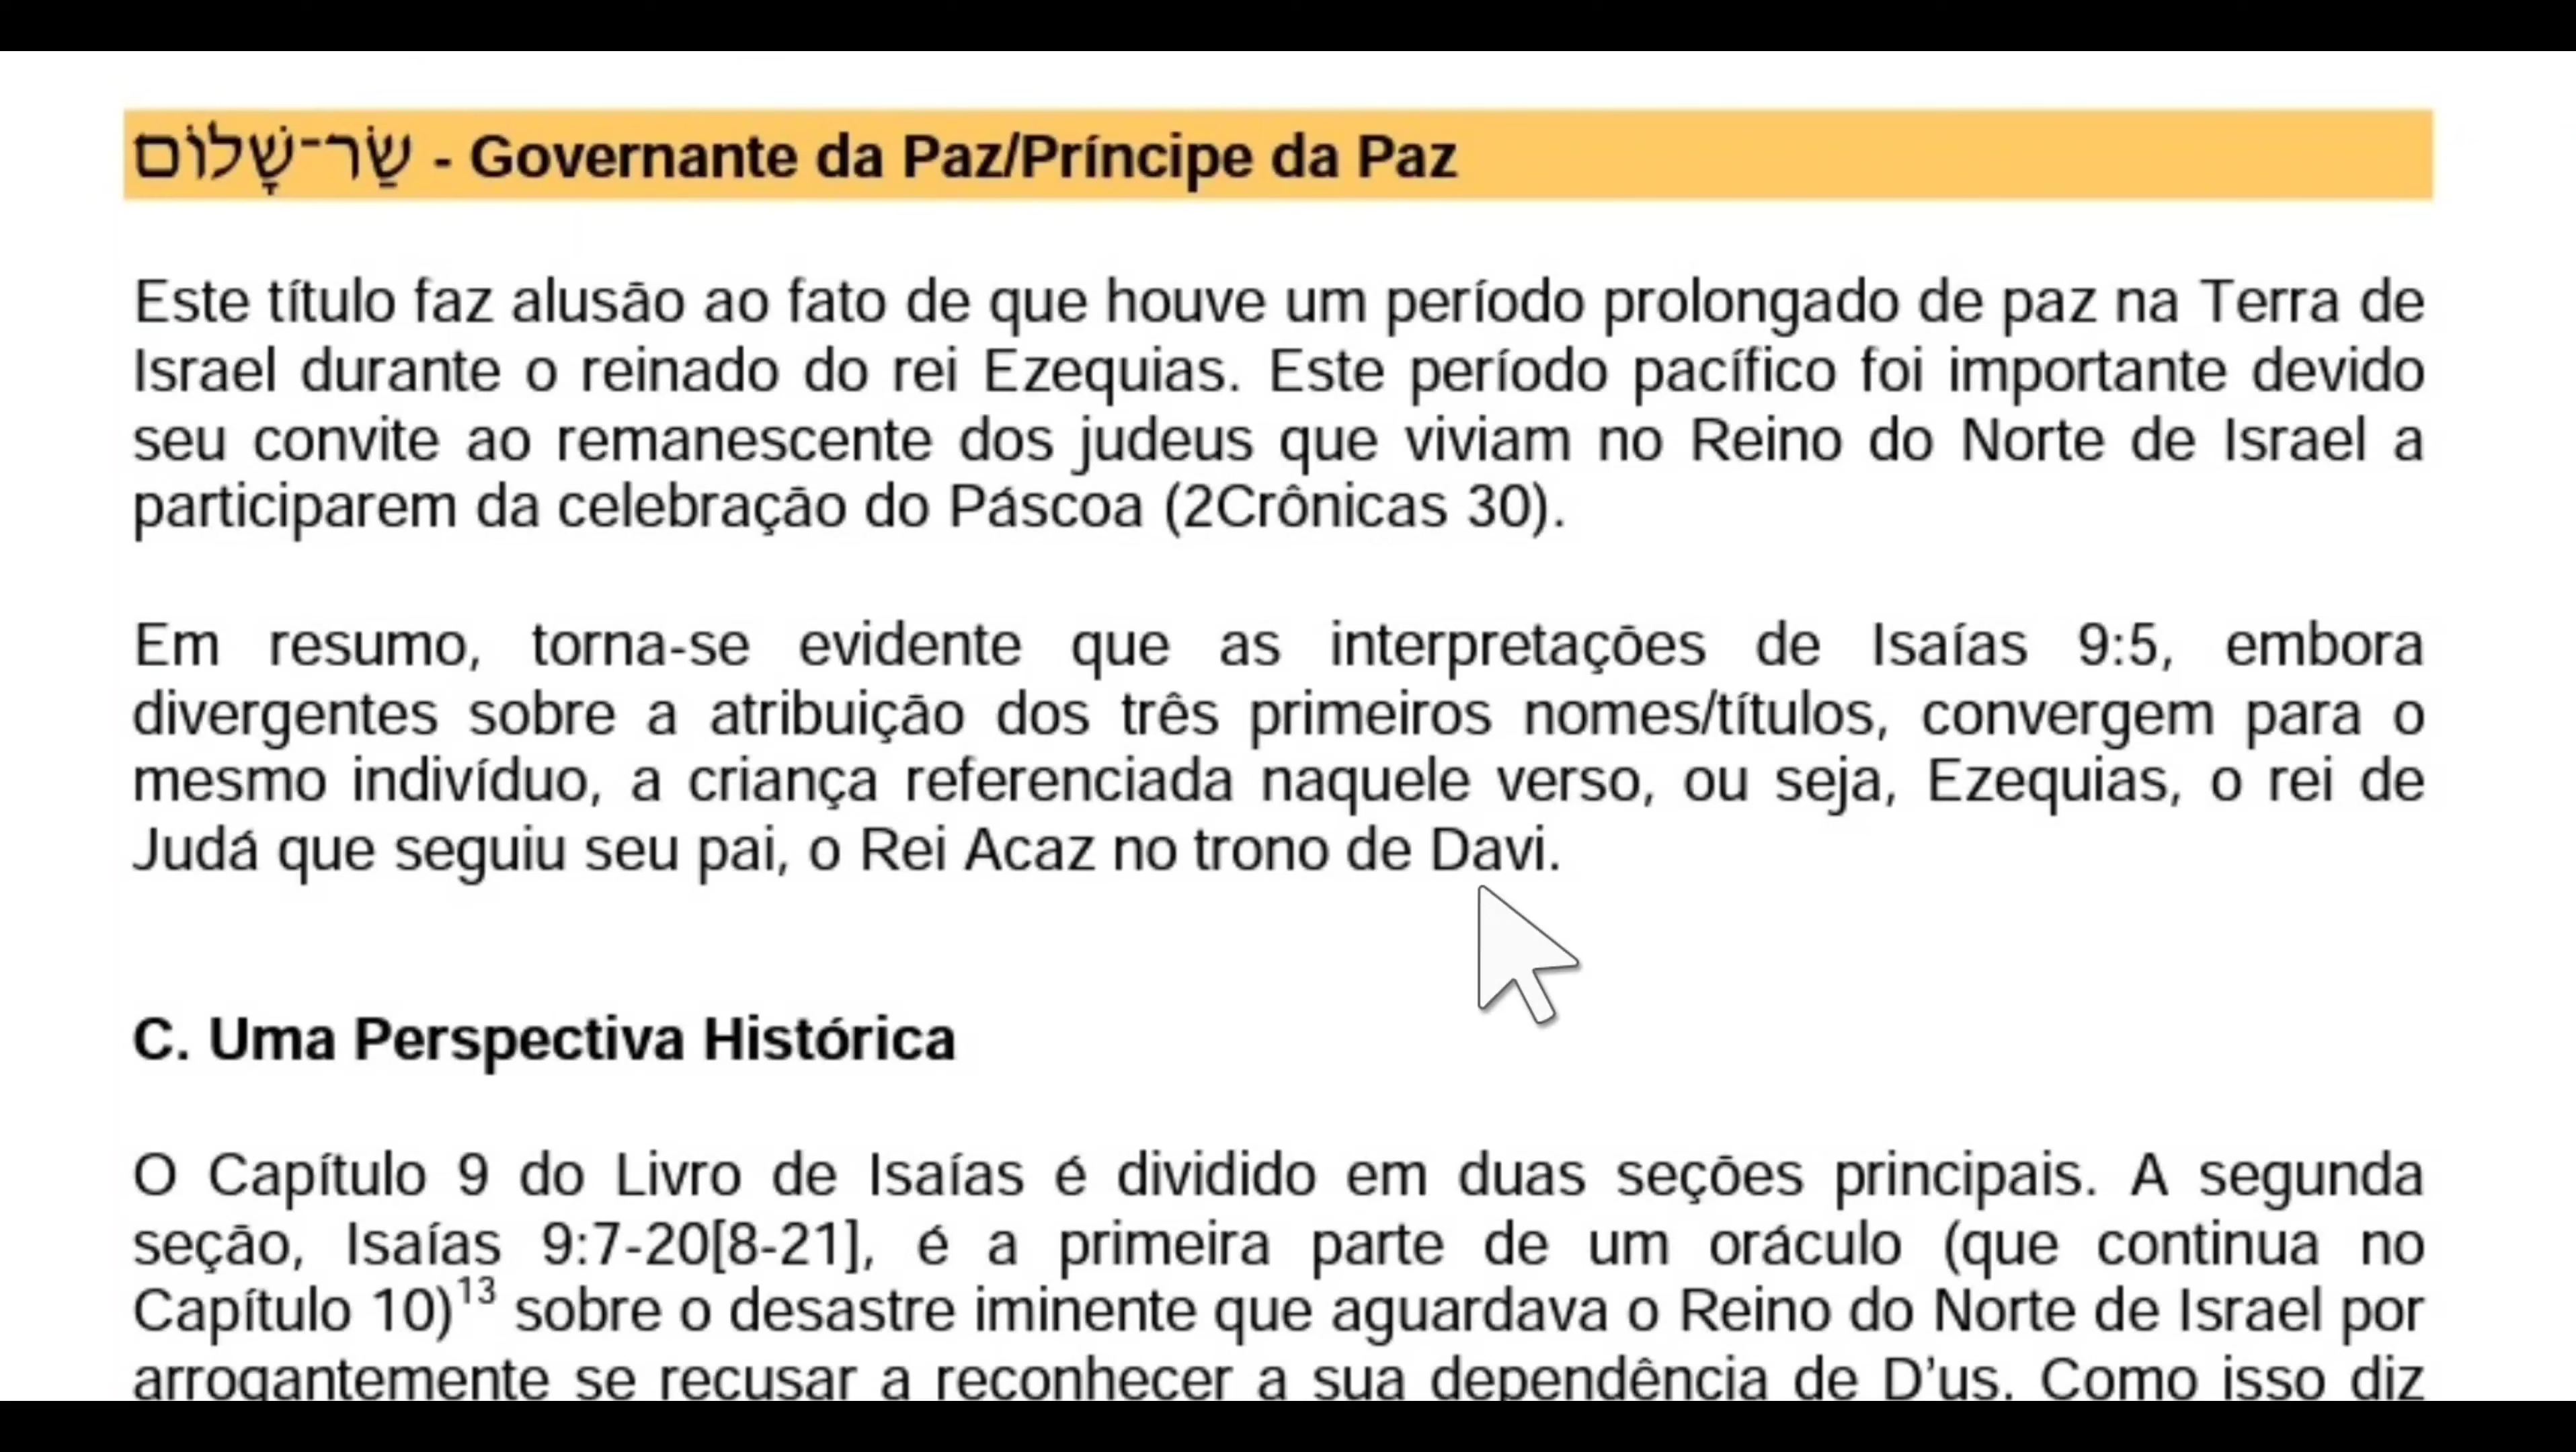 שַׂר־שָׁלוֹם - Governante da Paz/Príncipe da Paz
Este título faz alusão ao fato de que houve um período prolongado de paz na Terra de
Israel durante o reinado do rei Ezequias. Este período pacífico foi importante devido
seu convite ao remanescente dos judeus que viviam no Reino do Norte de Israel a
participarem da celebração do Páscoa (2Crônicas 30).
Em resumo, torna-se evidente que as interpretações de Isaías 9:5, embora
divergentes sobre a atribuição dos três primeiros nomes/títulos, convergem para o
mesmo indivíduo, a criança referenciada naquele verso, ou seja, Ezequias, o rei de
Judá que seguiu seu pai, o Rei Acaz no trono de Davi.
C. Uma Perspectiva Histórica
O Capítulo 9 do Livro de Isaías é dividido em duas seções principais. A segunda
seção, Isaías 9:7-20[8-21], é a primeira parte de um oráculo (que continua no
Capítulo 10)¹³ sobre o desastre iminente que aguardava o Reino do Norte de Israel por
arrogantemente se recusar a reconhecer a sua dependência de D’us. Como isso diz